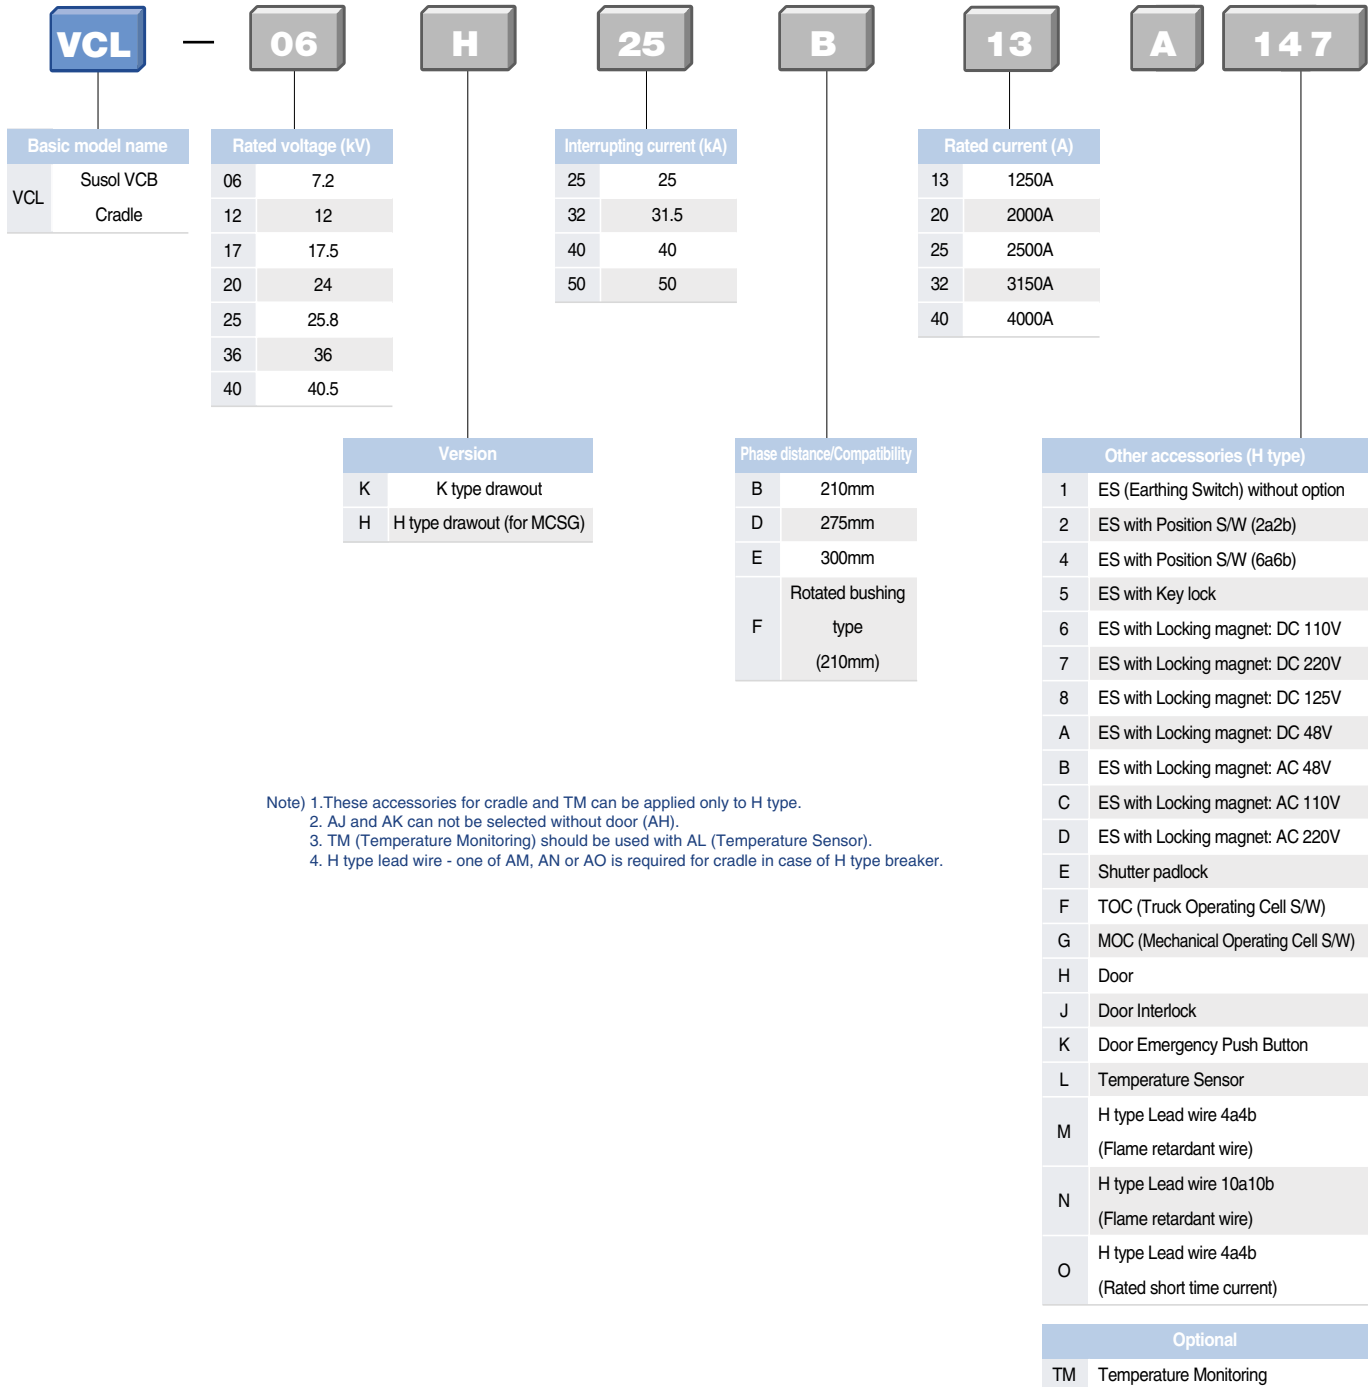 VCL — 06 H 25 B 13 A 147
Basic model name
VCL Susol VCB
Cradle
Rated voltage (kV)
06 7.2
12 12
17 17.5
20 24
25 25.8
36 36
40 40.5
Interrupting current (kA)
25 25
32 31.5
40 40
50 50
Rated current (A)
13 1250A
20 2000A
25 2500A
32 3150A
40 4000A
Version
K K type drawout
H H type drawout (for MCSG)
Phase distance/Compatibility
B 210mm
D 275mm
E 300mm
F Rotated bushing
type
(210mm)
Other accessories (H type)
1 ES (Earthing Switch) without option
2 ES with Position S/W (2a2b)
4 ES with Position S/W (6a6b)
5 ES with Key lock
6 ES with Locking magnet: DC 110V
7 ES with Locking magnet: DC 220V
8 ES with Locking magnet: DC 125V
A ES with Locking magnet: DC 48V
B ES with Locking magnet: AC 48V
C ES with Locking magnet: AC 110V
D ES with Locking magnet: AC 220V
E Shutter padlock
F TOC (Truck Operating Cell S/W)
G MOC (Mechanical Operating Cell S/W)
H Door
J Door Interlock
K Door Emergency Push Button
L Temperature Sensor
M H type Lead wire 4a4b
(Flame retardant wire)
N H type Lead wire 10a10b
(Flame retardant wire)
O H type Lead wire 4a4b
(Rated short time current)
Optional
TM Temperature Monitoring
Note) 1.These accessories for cradle and TM can be applied only to H type.
2. AJ and AK can not be selected without door (AH).
3. TM (Temperature Monitoring) should be used with AL (Temperature Sensor).
4. H type lead wire - one of AM, AN or AO is required for cradle in case of H type breaker.